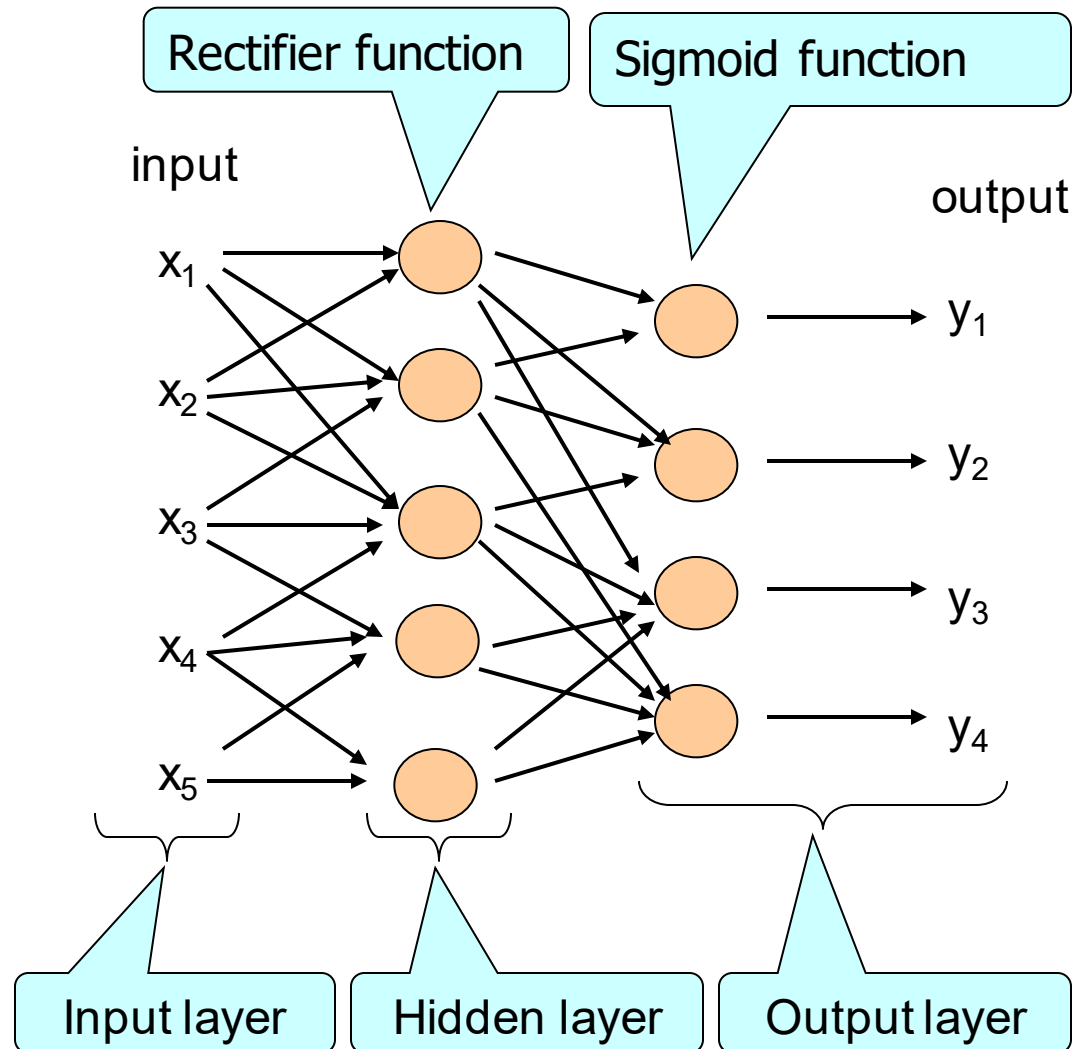 Rectifier function
Sigmoid function
input
output
x₁
x₂
x₃
x₄
x₅
y₁
y₂
y₃
y₄
Input layer
Hidden layer
Output layer